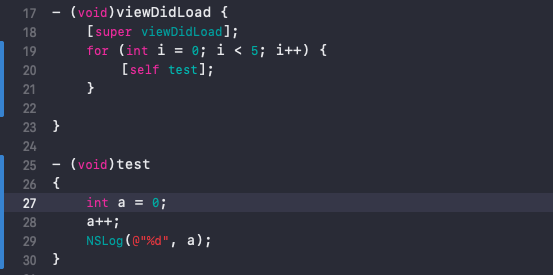 17 - (void)viewDidLoad {
18 [super viewDidLoad];
19 for (int i = 0; i < 5; i++) {
20 [self test];
21 }
22
23 }
24
25 - (void)test
26 {
27 int a = 0;
28 a++;
29 NSLog(@"%d", a);
30 }